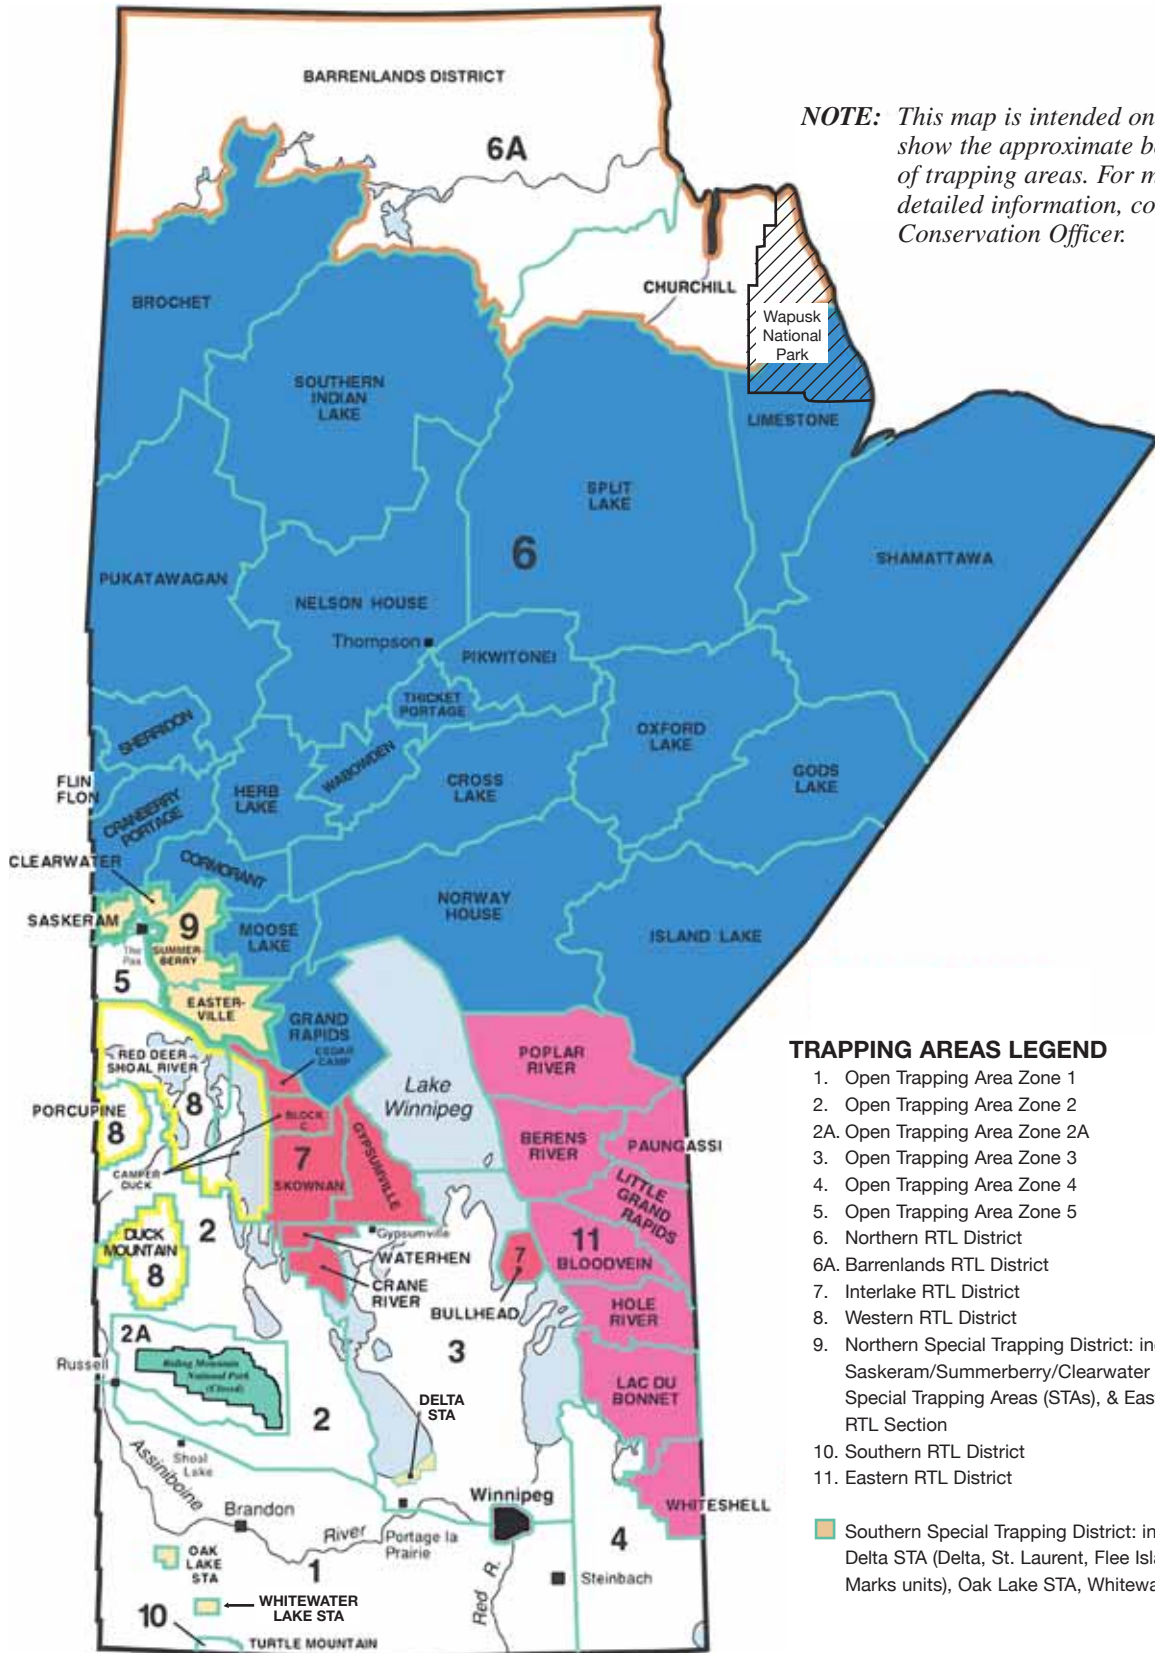 BARRENLANDS DISTRICT
6A
NOTE: This map is intended on
show the approximate b
of trapping areas. For m
detailed information, co
Conservation Officer.
BROCHET
CHURCHILL
Wapusk
National
Park
SOUTHERN
INDIAN
LAKE
LIMESTONE
SPLIT
LAKE
6
SHAMATTAWA
PUKATAWAGAN
NELSON HOUSE
Thompson
PIKWITONEI
THICKET
PORTAGE
SHERRIDON
OXFORD
LAKE
WABOWDEN
GODS
LAKE
FLIN
FLON
HERB
LAKE
CROSS
LAKE
CRANBERRY
PORTAGE
CLEARWATER
CORMORANT
NORWAY
HOUSE
SASKERAM
9
MOOSE
LAKE
ISLAND LAKE
The
Pas
SUMMER-
BERRY
5
EASTER-
VILLE
GRAND
RAPIDS
CEDAR
CAMP
RED DEER
SHOAL RIVER
POPLAR
RIVER
Lake
Winnipeg
PORCUPINE
8
8
BLOCK
C
GYPSUMVILLE
BERENS
RIVER
PAUNGASSI
7
SKOWNAN
CAMPER
DUCK
LITTLE
GRAND
RAPIDS
2
DUCK
MOUNTAIN
8
Gypsumville
WATERHEN
7
11
BLOODVEIN
CRANE
RIVER
BULLHEAD
HOLE
RIVER
2A
3
Russell
Riding Mountain
National Park
(Closed)
LAC DU
BONNET
DELTA
STA
2
Shoal
Lake
Assiniboine
Winnipeg
WHITESHELL
Brandon
River
Portage la
Prairie
4
OAK
LAKE
STA
1
Red R.
Steinbach
WHITEWATER
LAKE STA
10
TURTLE MOUNTAIN
TRAPPING AREAS LEGEND
1. Open Trapping Area Zone 1
2. Open Trapping Area Zone 2
2A. Open Trapping Area Zone 2A
3. Open Trapping Area Zone 3
4. Open Trapping Area Zone 4
5. Open Trapping Area Zone 5
6. Northern RTL District
6A. Barrenlands RTL District
7. Interlake RTL District
8. Western RTL District
9. Northern Special Trapping District: in
Saskeram/Summerberry/Clearwater
Special Trapping Areas (STAs), & Eas
RTL Section
10. Southern RTL District
11. Eastern RTL District
Southern Special Trapping District: in
Delta STA (Delta, St. Laurent, Flee Isla
Marks units), Oak Lake STA, Whitewa